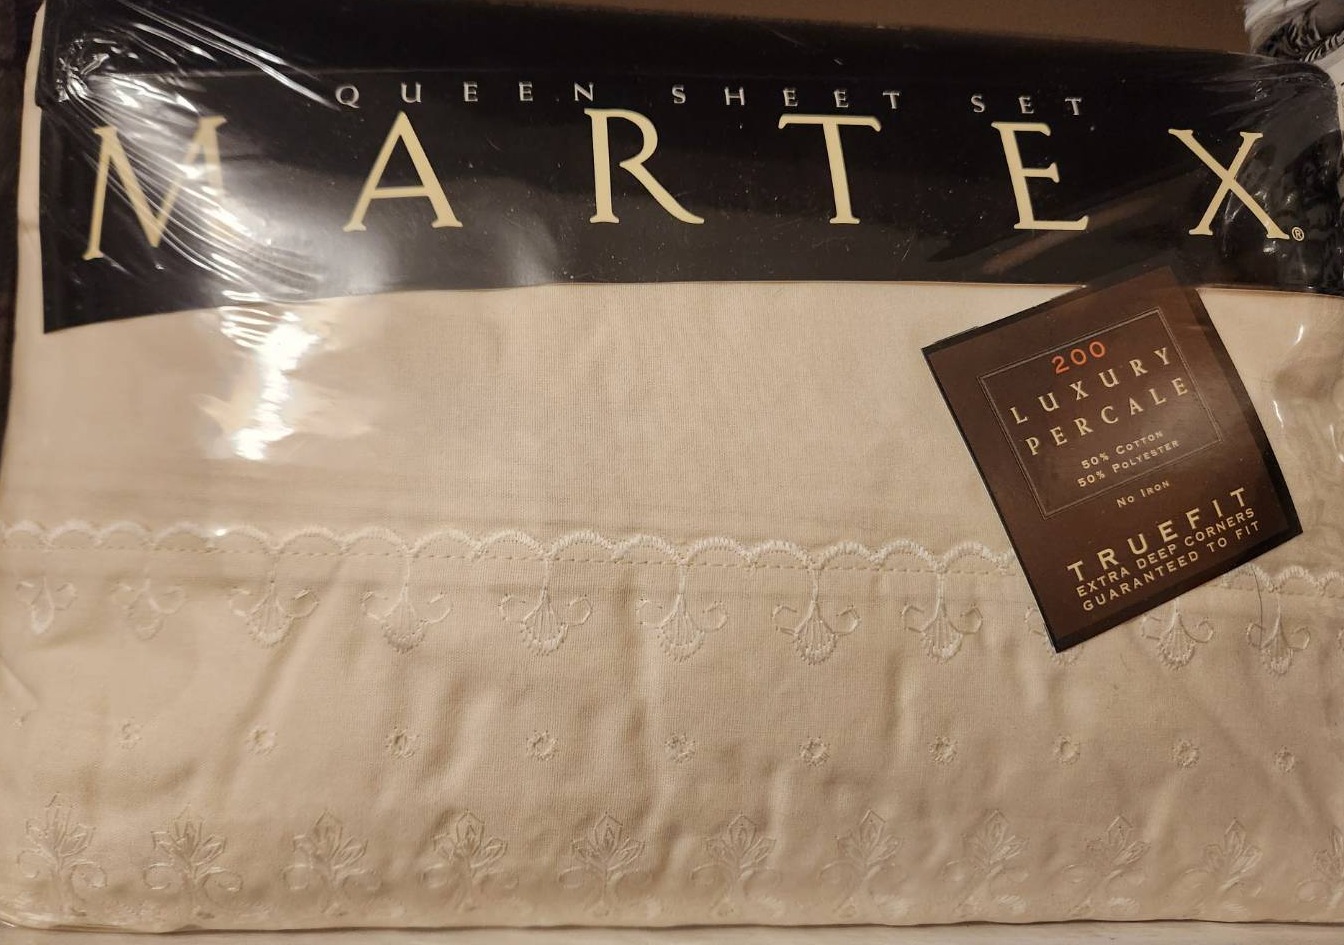 QUEEN SHEET SET
MARTEX®
200
LUXURY
PERCALE
50% COTTON
50% POLYESTER
NO IRON
TRUEFIT
EXTRA DEEP CORNERS
GUARANTEED TO FIT